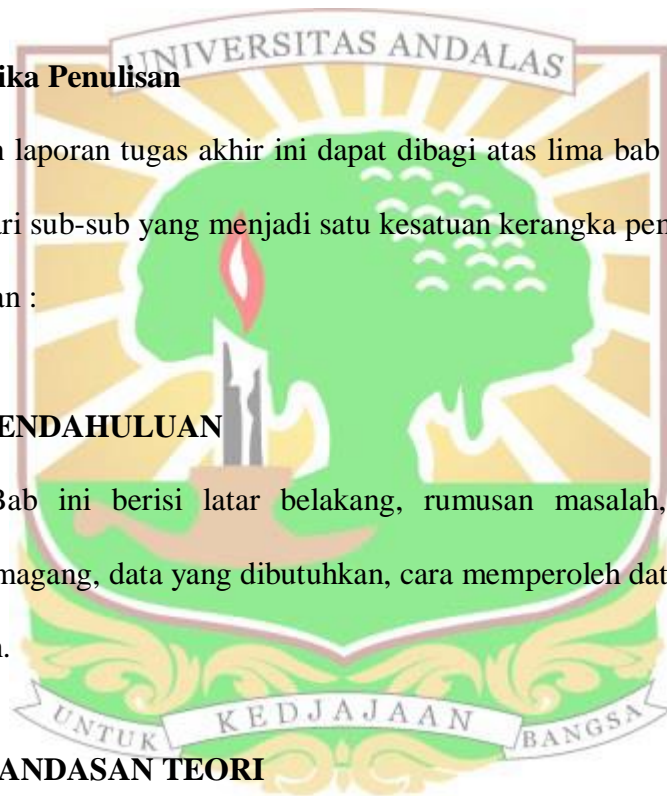 UNIVERSITAS ANDALAS
ika Penulisan
laporan tugas akhir ini dapat dibagi atas lima bab
ri sub-sub yang menjadi satu kesatuan kerangka pen
an :
ENDAHULUAN
Bab ini berisi latar belakang, rumusan masalah,
magang, data yang dibutuhkan, cara memperoleh dat
.
UNTUK KEDJAJAAN BANGSA
ANDASAN TEORI